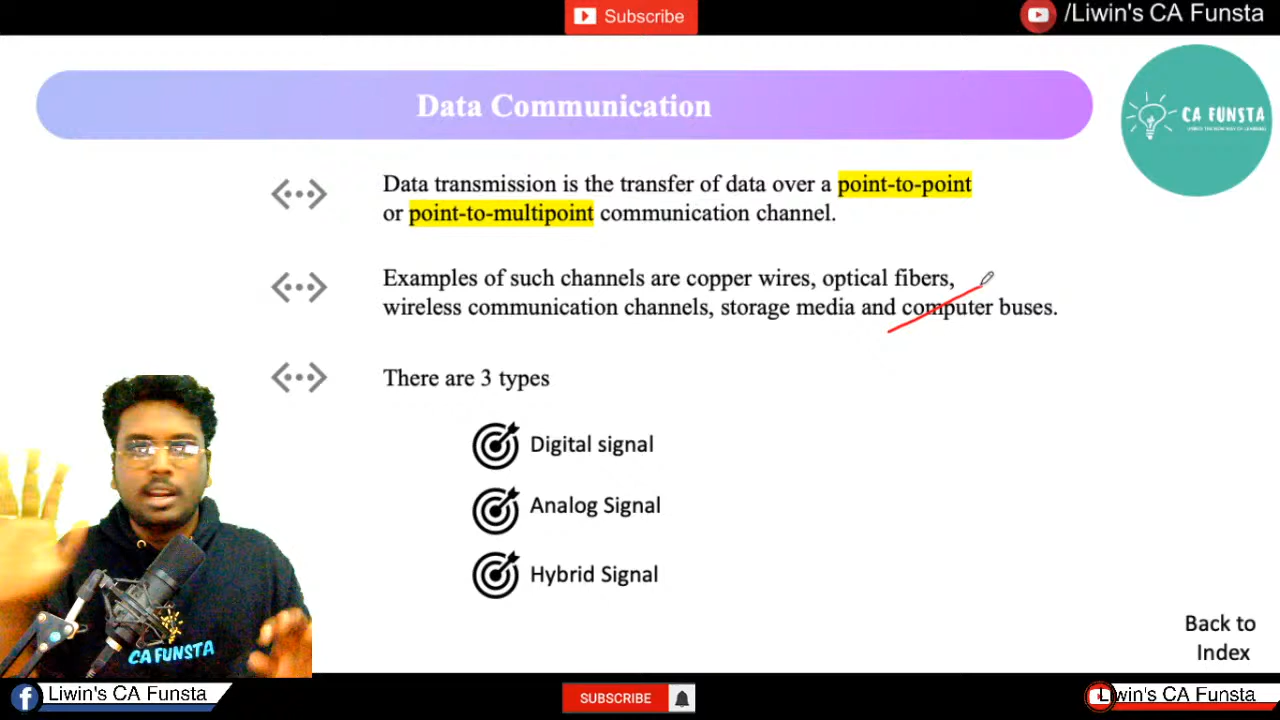 Subscribe
/Liwin's CA Funsta
Data Communication
CA FUNSTA
Data transmission is the transfer of data over a point-to-point
or point-to-multipoint communication channel.
Examples of such channels are copper wires, optical fibers,
wireless communication channels, storage media and computer buses.
There are 3 types
Digital signal
Analog Signal
Hybrid Signal
CA FUNSTA
Back to
Index
Liwin's CA Funsta
SUBSCRIBE
Liwin's CA Funsta